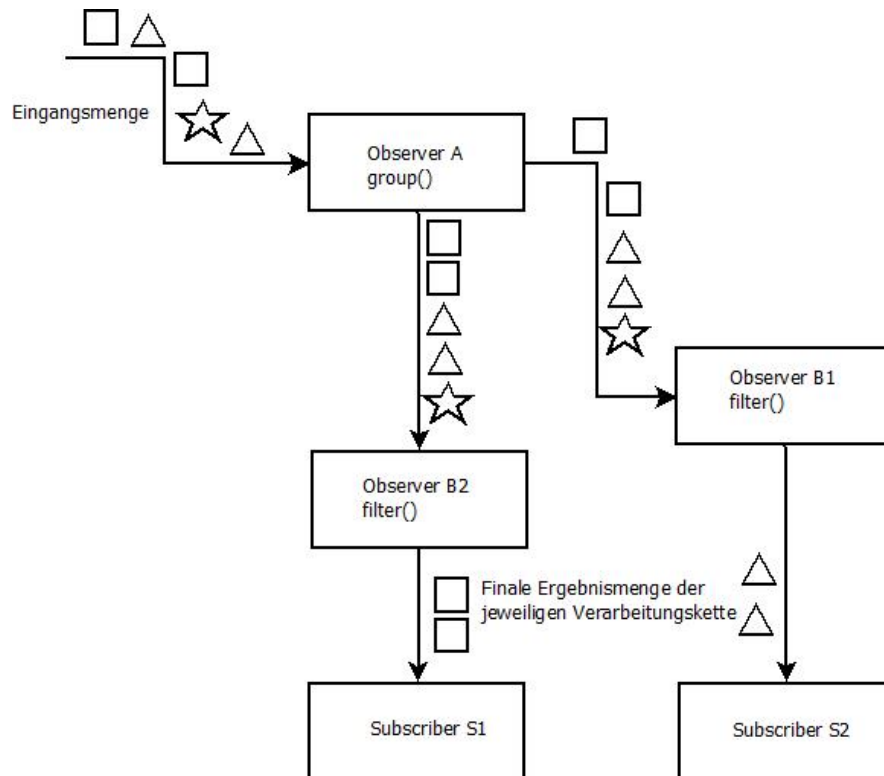 Eingangsmenge
Observer A
group()
Observer B1
filter()
Observer B2
filter()
Finale Ergebnismenge der
jeweiligen Verarbeitungskette
Subscriber S1
Subscriber S2